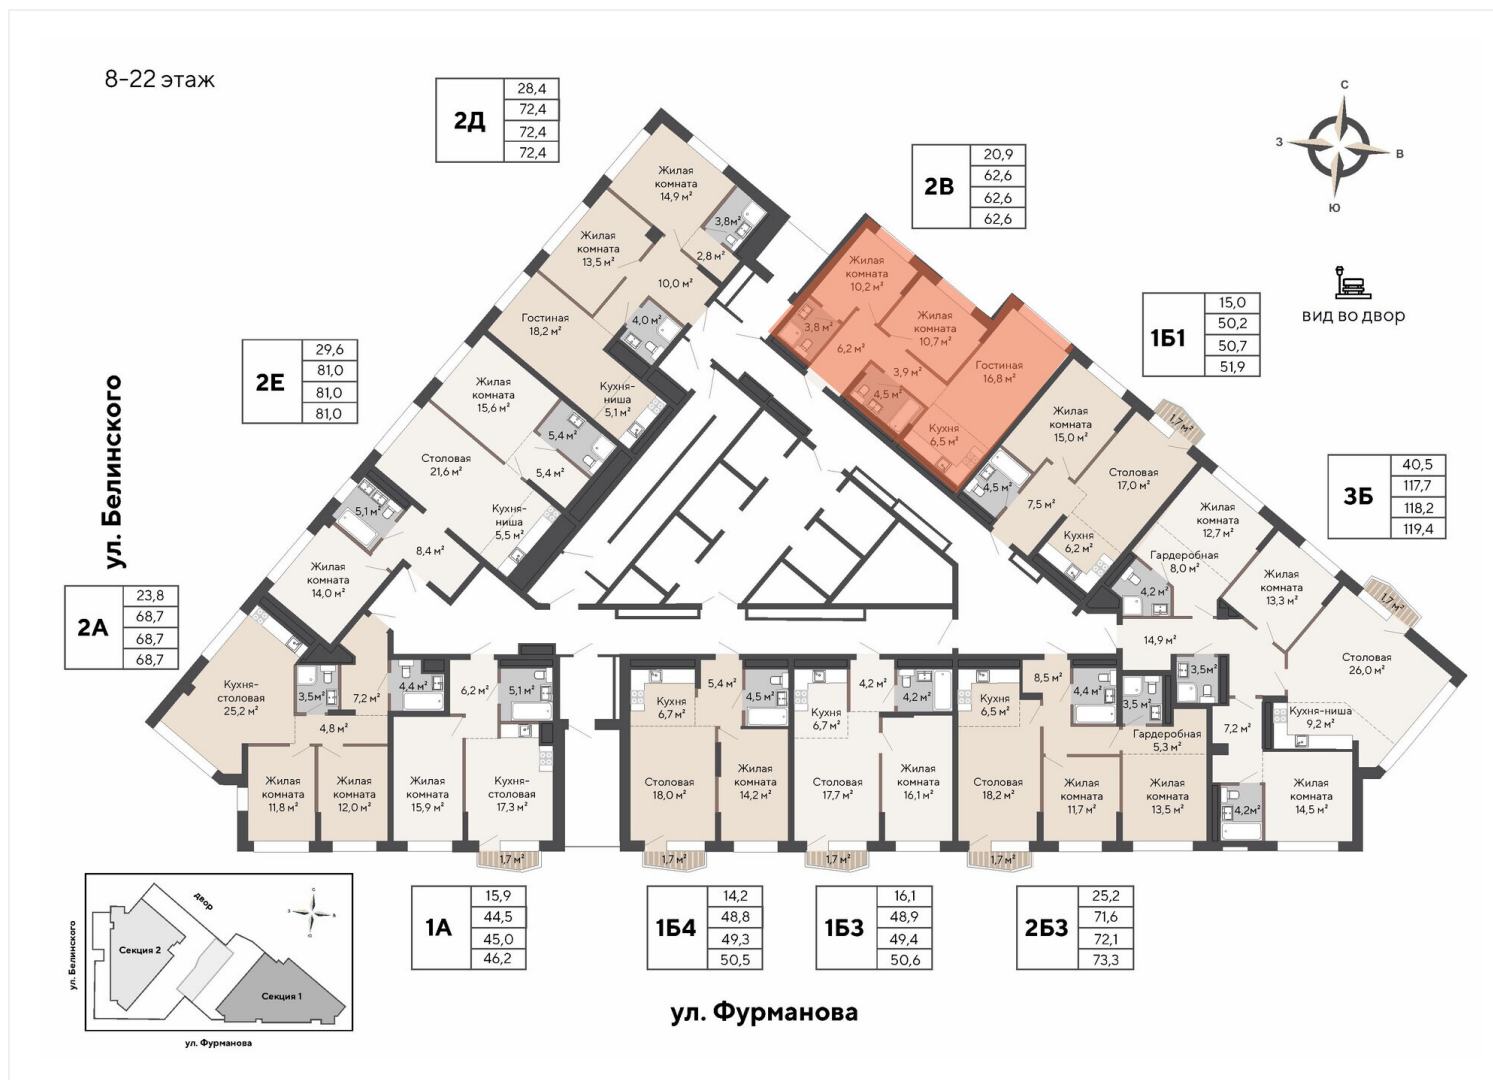 8-22 этаж
2Д
28,4
72,4
72,4
72,4
2В
20,9
62,6
62,6
62,6
С
З
В
Ю
вид во двор
1Б1
15,0
50,2
50,7
51,9
2Е
29,6
81,0
81,0
81,0
3Б
40,5
117,7
118,2
119,4
2А
23,8
68,7
68,7
68,7
ул. Белинского
Жилая
комната
14,9 м²
3,8м²
2,8 м²
Жилая
комната
13,5 м²
10,0 м²
Гостиная
18,2 м²
4,0 м²
Кухня-
ниша
5,1 м²
Жилая
комната
15,6 м²
5,4 м²
5,4 м²
Столовая
21,6 м²
Кухня-
ниша
5,5 м²
5,1 м²
8,4 м²
Жилая
комната
14,0 м²
Жилая
комната
10,2 м²
3,8 м²
6,2 м²
Жилая
комната
10,7 м²
3,9 м²
4,5 м²
Гостиная
16,8 м²
Кухня
6,5 м²
Жилая
комната
15,0 м²
1,7 м²
Столовая
17,0 м²
4,5 м²
7,5 м²
Кухня
6,2 м²
Жилая
комната
12,7 м²
Гардеробная
8,0 м²
4,2 м²
Жилая
комната
13,3 м²
1,7 м²
14,9 м²
3,5м²
Столовая
26,0 м²
Кухня-ниша
9,2 м²
7,2 м²
4,2м²
Жилая
комната
14,5 м²
Кухня-
столовая
25,2 м²
3,5м²
7,2 м²
4,4 м²
4,8 м²
Жилая
комната
11,8 м²
Жилая
комната
12,0 м²
6,2 м²
5,1 м²
Жилая
комната
15,9 м²
Кухня-
столовая
17,3 м²
1,7 м²
5,4 м²
4,5 м²
Кухня
6,7 м²
Столовая
18,0 м²
Жилая
комната
14,2 м²
1,7 м²
4,2 м²
4,2 м²
Кухня
6,7 м²
Столовая
17,7 м²
Жилая
комната
16,1 м²
1,7 м²
8,5 м²
4,4 м²
Кухня
6,5 м²
3,5 м²
Гардеробная
5,3 м²
Столовая
18,2 м²
Жилая
комната
11,7 м²
Жилая
комната
13,5 м²
1,7 м²
1А
15,9
44,5
45,0
46,2
1Б4
14,2
48,8
49,3
50,5
1Б3
16,1
48,9
49,4
50,6
2Б3
25,2
71,6
72,1
73,3
ул. Фурманова
двор
Секция 2
Секция 1
ул. Белинского
ул. Фурманова